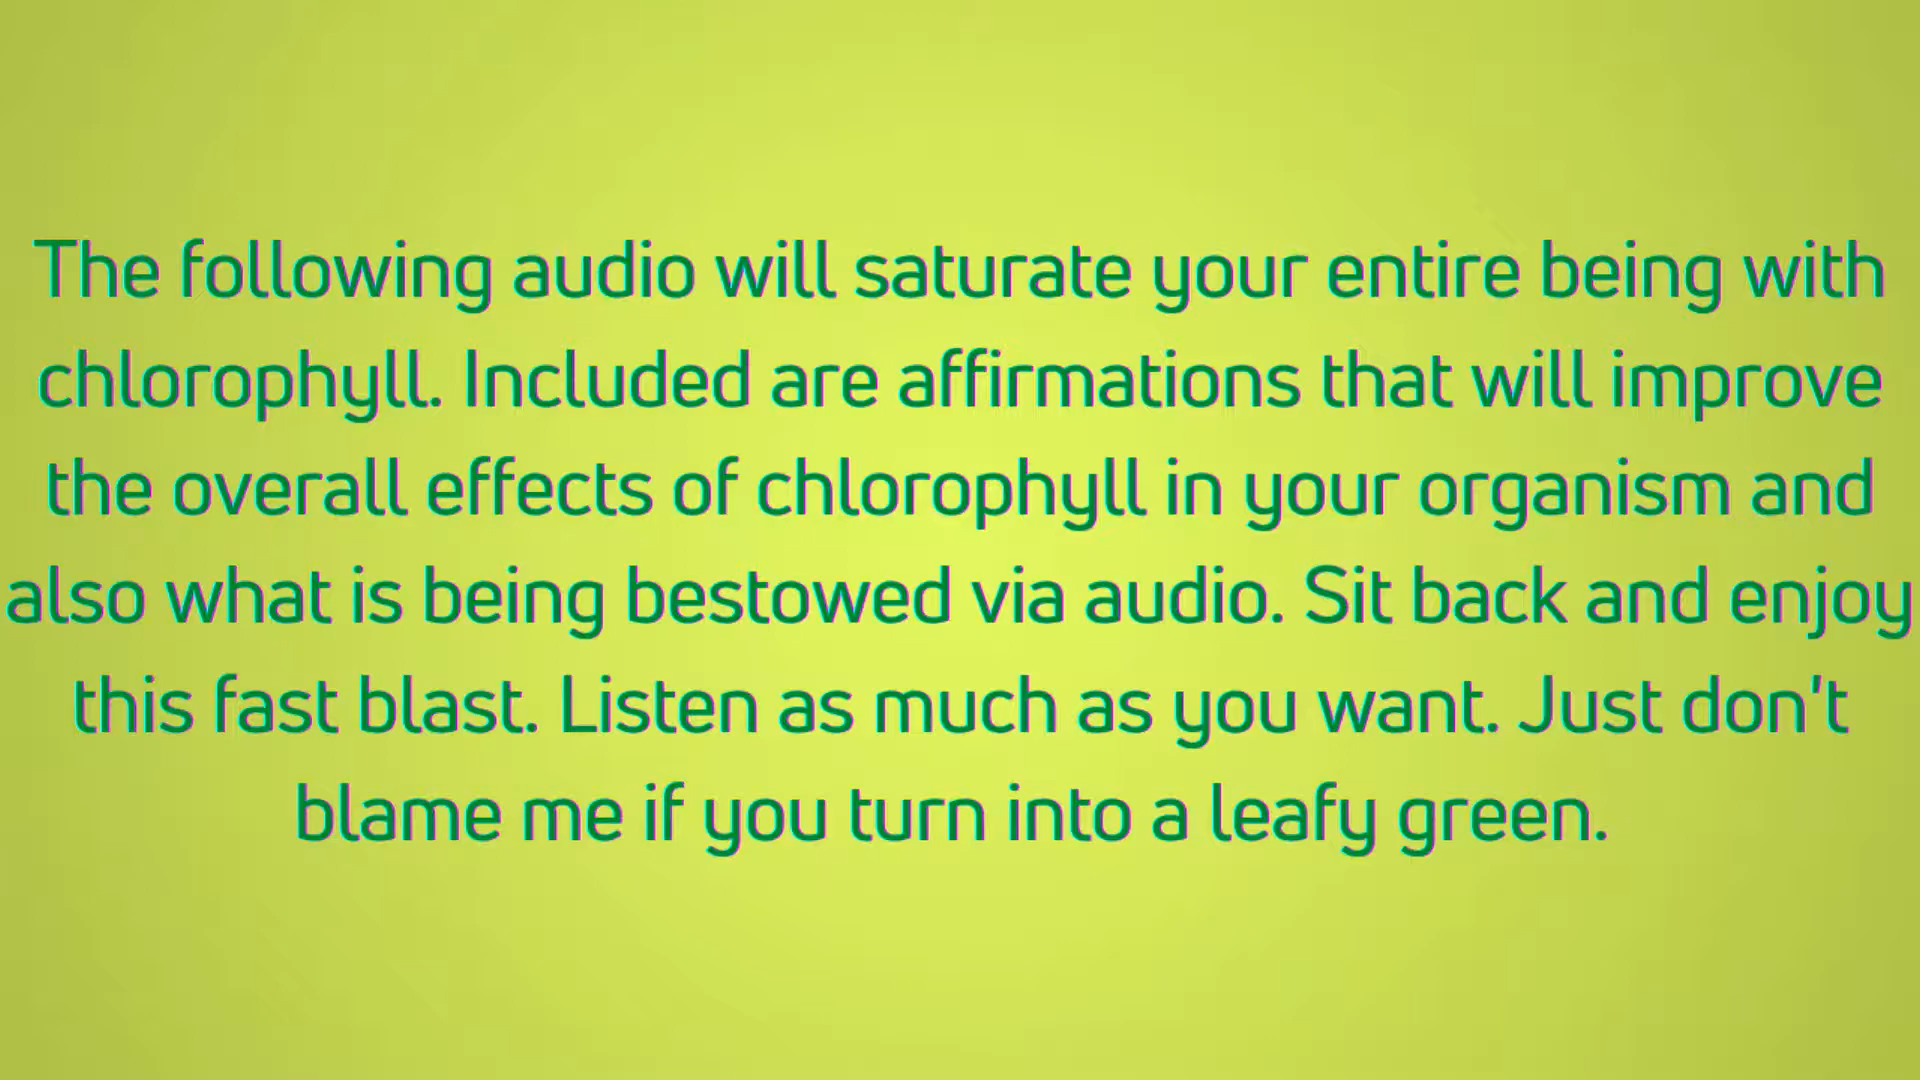 The following audio will saturate your entire being with
chlorophyll. Included are affirmations that will improve
the overall effects of chlorophyll in your organism and
also what is being bestowed via audio. Sit back and enjoy
this fast blast. Listen as much as you want. Just don't
blame me if you turn into a leafy green.